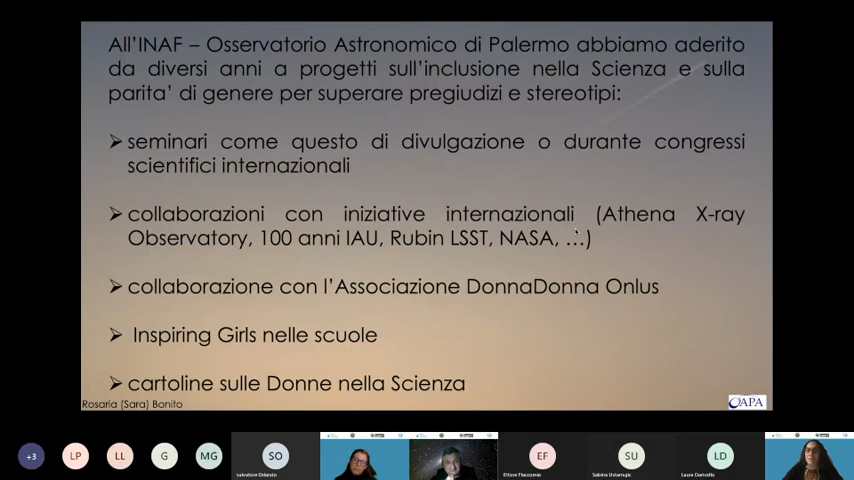 All'INAF – Osservatorio Astronomico di Palermo abbiamo aderito
da diversi anni a progetti sull'inclusione nella Scienza e sulla
parita' di genere per superare pregiudizi e stereotipi:
➢ seminari come questo di divulgazione o durante congressi
scientifici internazionali
➢ collaborazioni con iniziative internazionali (Athena X-ray
Observatory, 100 anni IAU, Rubin LSST, NASA, …)
➢ collaborazione con l'Associazione DonnaDonna Onlus
➢ Inspiring Girls nelle scuole
➢ cartoline sulle Donne nella Scienza
Rosaria (Sara) Bonito
OAPA
+3 LP LL G MG SO EF SU LD
salvatore Orlando Ettore Flaccomio Sabina Ustamujic Laura Daricello